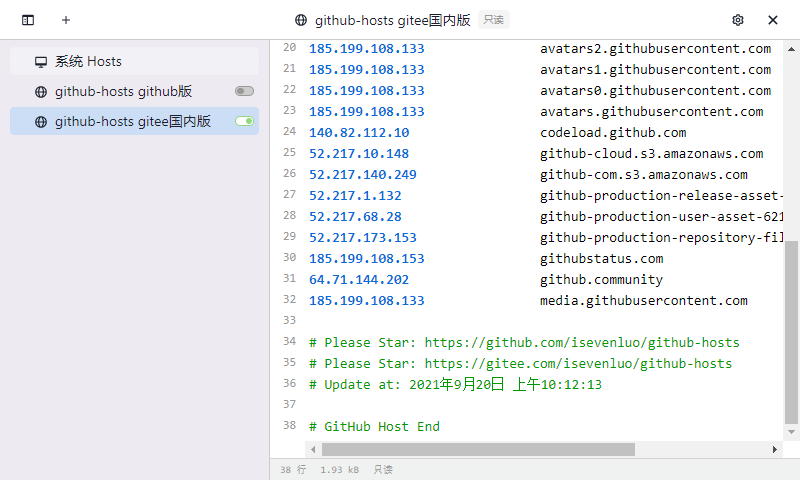 github-hosts gitee国内版 只读
系统 Hosts
github-hosts github版
github-hosts gitee国内版
20 185.199.108.133 avatars2.githubusercontent.com
21 185.199.108.133 avatars1.githubusercontent.com
22 185.199.108.133 avatars0.githubusercontent.com
23 185.199.108.133 avatars.githubusercontent.com
24 140.82.112.10 codeload.github.com
25 52.217.10.148 github-cloud.s3.amazonaws.com
26 52.217.140.249 github-com.s3.amazonaws.com
27 52.217.1.132 github-production-release-asset-
28 52.217.68.28 github-production-user-asset-621
29 52.217.173.153 github-production-repository-fil
30 185.199.108.153 githubstatus.com
31 64.71.144.202 github.community
32 185.199.108.133 media.githubusercontent.com
33
34 # Please Star: https://github.com/isevenluo/github-hosts
35 # Please Star: https://gitee.com/isevenluo/github-hosts
36 # Update at: 2021年9月20日 上午10:12:13
37
38 # GitHub Host End
38 行 1.93 kB 只读